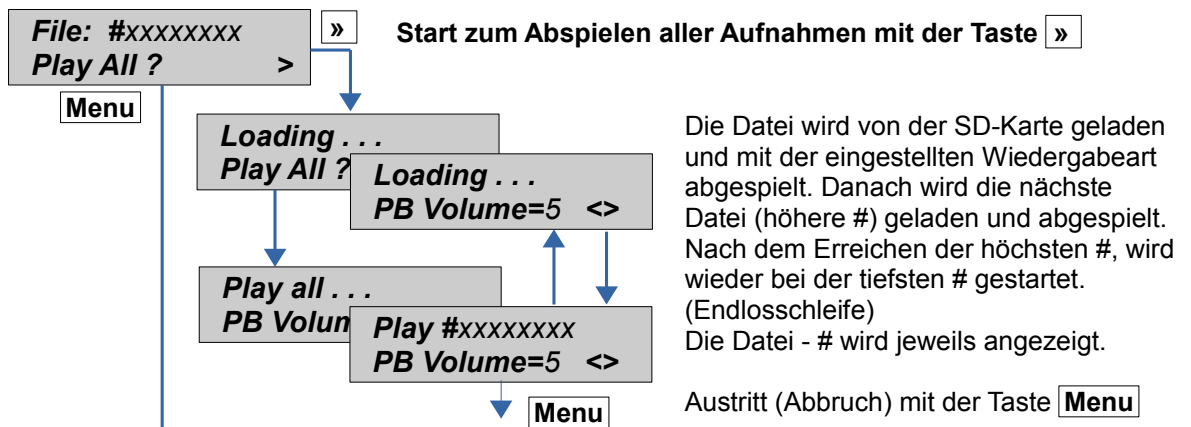 File: #xxxxxxxx
Play All ? >
»
Start zum Abspielen aller Aufnahmen mit der Taste »
Menu
Loading . . .
Play All ?
Loading . . .
PB Volume=5 <>
Play all . . .
PB Volum
Play #xxxxxxxx
PB Volume=5 <>
Menu
Die Datei wird von der SD-Karte geladen
und mit der eingestellten Wiedergabeart
abgespielt. Danach wird die nächste
Datei (höhere #) geladen und abgespielt.
Nach dem Erreichen der höchsten #, wird
wieder bei der tiefsten # gestartet.
(Endlosschleife)
Die Datei - # wird jeweils angezeigt.
Austritt (Abbruch) mit der Taste Menu